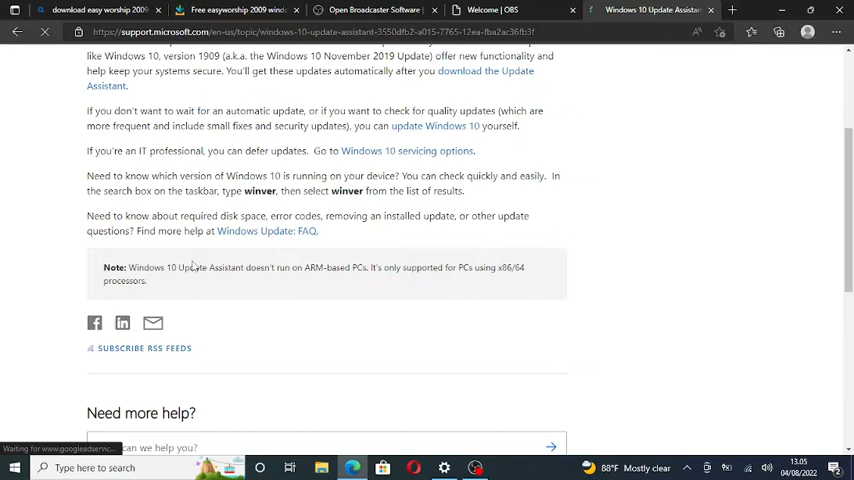 download easy worship 2009
Free easyworship 2009 wind
Open Broadcaster Software
Welcome | OBS
Windows 10 Update Assistan
https://support.microsoft.com/en-us/topic/windows-10-update-assistant-3550dfb2-a015-7765-12ea-fba2ac36fb3f
like Windows 10, version 1909 (a.k.a. the Windows 10 November 2019 Update) offer new functionality and
help keep your systems secure. You'll get these updates automatically after you download the Update
Assistant.
If you don't want to wait for an automatic update, or if you want to check for quality updates (which are
more frequent and include small fixes and security updates), you can update Windows 10 yourself.
If you're an IT professional, you can defer updates. Go to Windows 10 servicing options.
Need to know which version of Windows 10 is running on your device? You can check quickly and easily. In
the search box on the taskbar, type winver, then select winver from the list of results.
Need to know about required disk space, error codes, removing an installed update, or other update
questions? Find more help at Windows Update: FAQ.
Note: Windows 10 Update Assistant doesn't run on ARM-based PCs. It's only supported for PCs using x86/64
processors.
SUBSCRIBE RSS FEEDS
Need more help?
can we help you?
Waiting for www.googleadservic...
Type here to search
88°F Mostly clear
13.05
04/08/2022
2